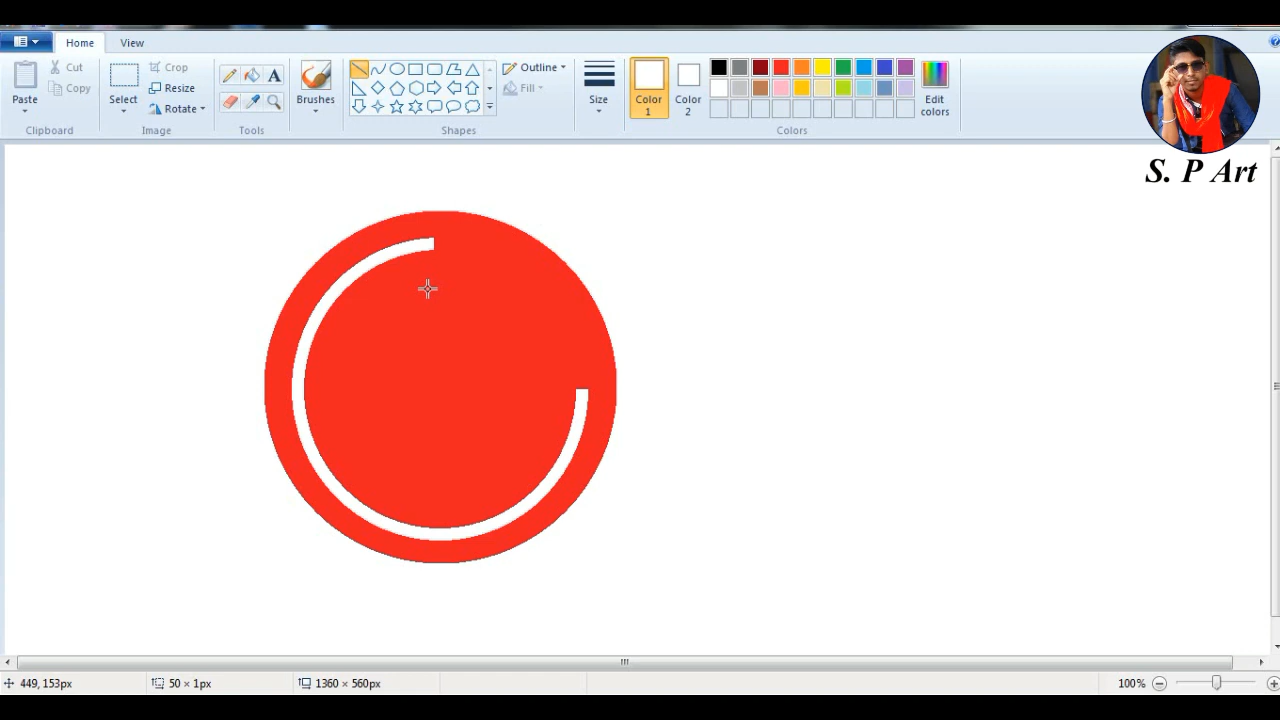 Home View
Paste
Cut
Copy
Clipboard
Select
Crop
Resize
Rotate
Image
A
Tools
Brushes
Outline
Fill
Shapes
Size
Color 1
Color 2
Edit colors
Colors
S. P Art
449, 153px 50 × 1px 1360 × 560px 100%